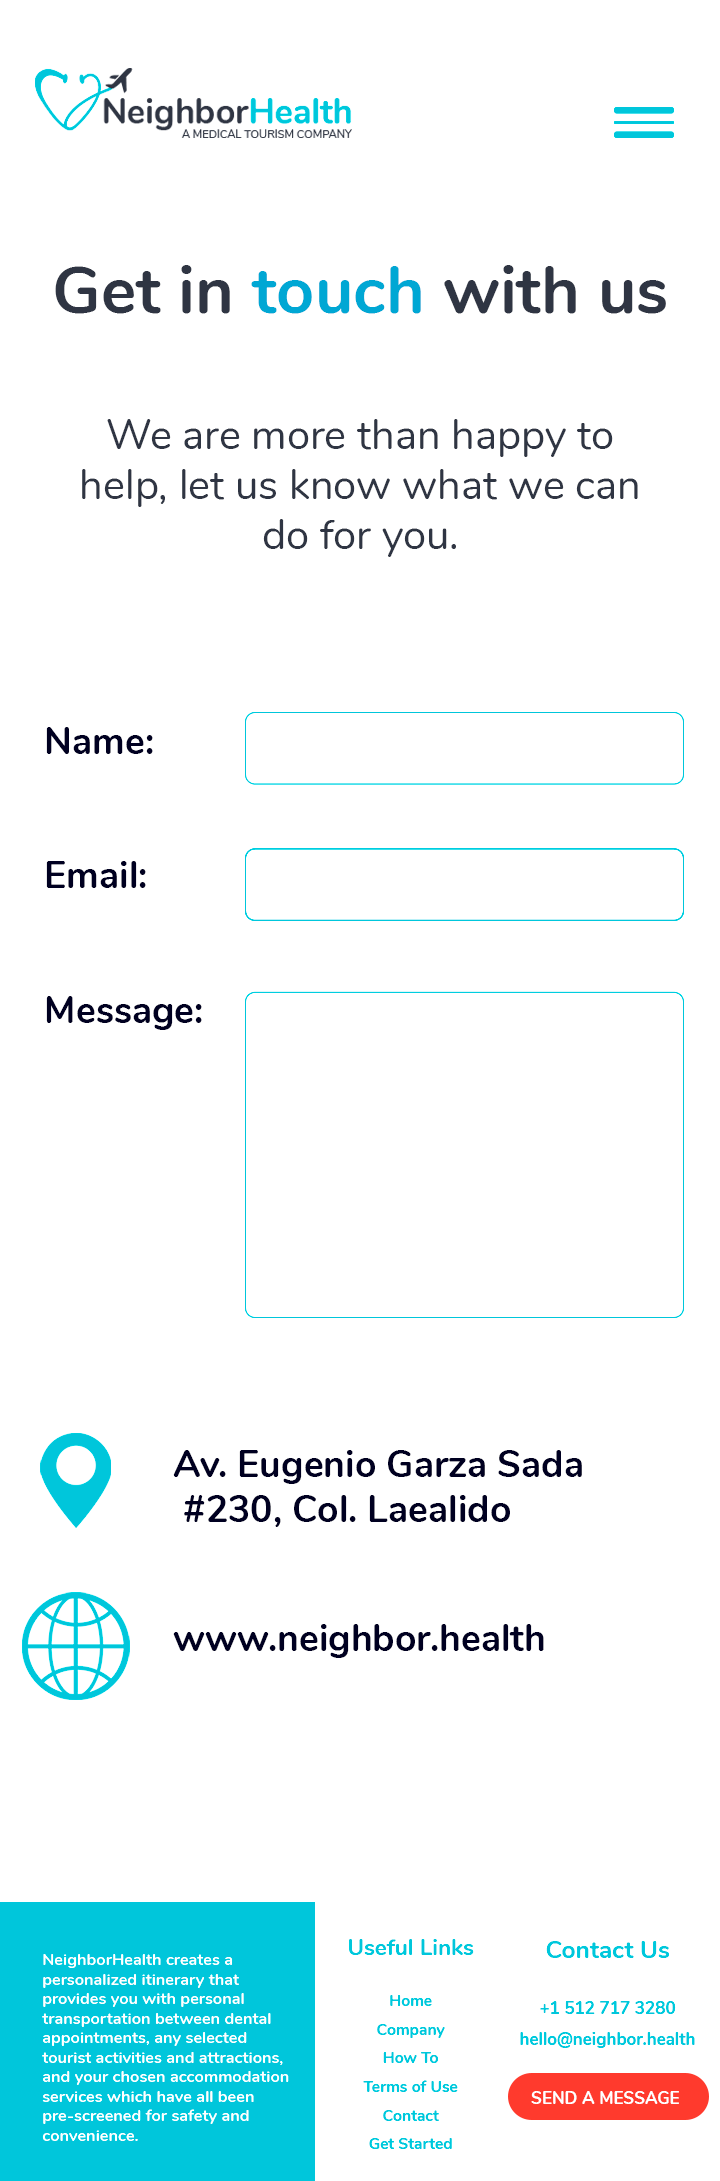 NeighborHealth
A MEDICAL TOURISM COMPANY
Get in touch with us
We are more than happy to
help, let us know what we can
do for you.
Name:
Email:
Message:
Av. Eugenio Garza Sada
#230, Col. Laealido
www.neighbor.health
NeighborHealth creates a
personalized itinerary that
provides you with personal
transportation between dental
appointments, any selected
tourist activities and attractions,
and your chosen accommodation
services which have all been
pre-screened for safety and
convenience.
Useful Links
Home
Company
How To
Terms of Use
Contact
Get Started
Contact Us
+1 512 717 3280
hello@neighbor.health
SEND A MESSAGE